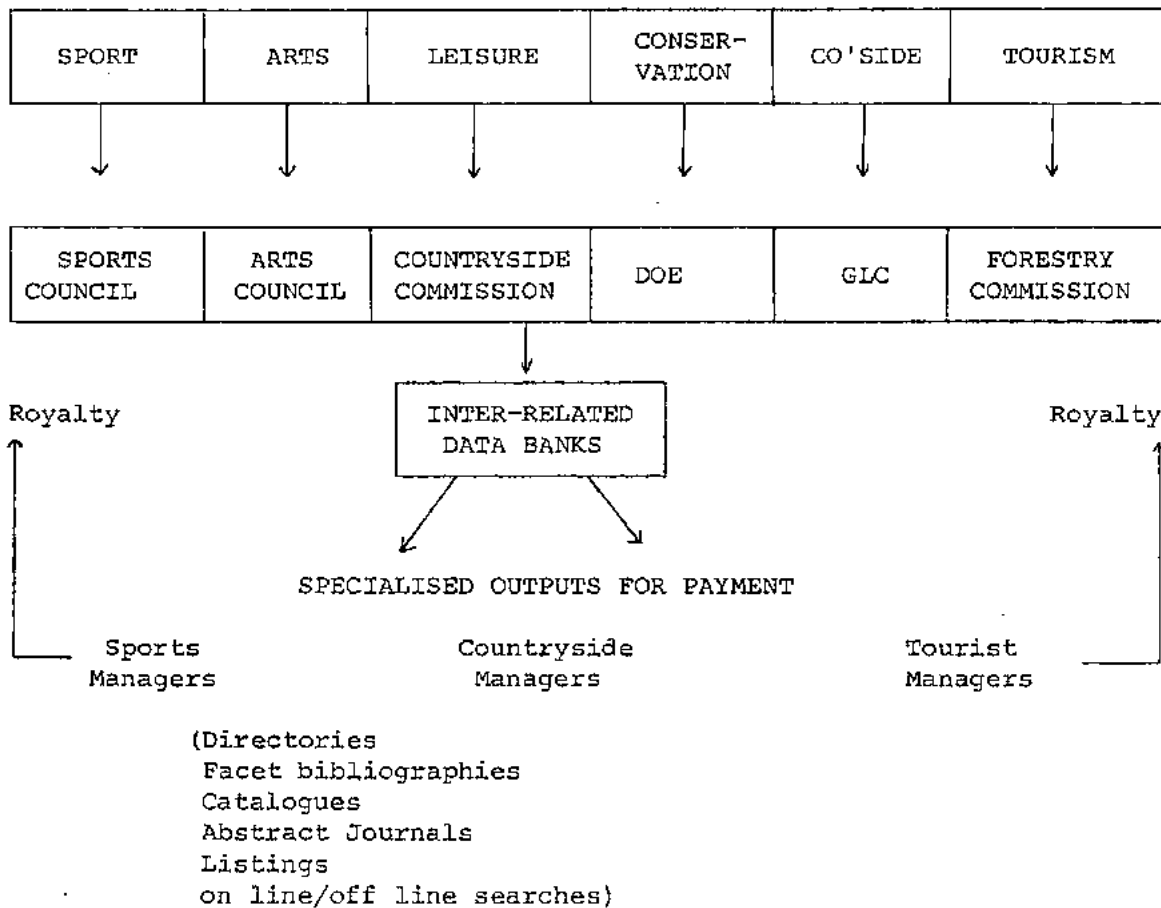 SPORT ARTS LEISURE CONSER-
VATION CO'SIDE TOURISM
SPORTS
COUNCIL
ARTS
COUNCIL
COUNTRYSIDE
COMMISSION
DOE
GLC
FORESTRY
COMMISSION
Royalty
INTER-RELATED
DATA BANKS
Royalty
SPECIALISED OUTPUTS FOR PAYMENT
Sports
Managers
Countryside
Managers
Tourist
Managers
(Directories
Facet bibliographies
Catalogues
Abstract Journals
Listings
on line/off line searches)